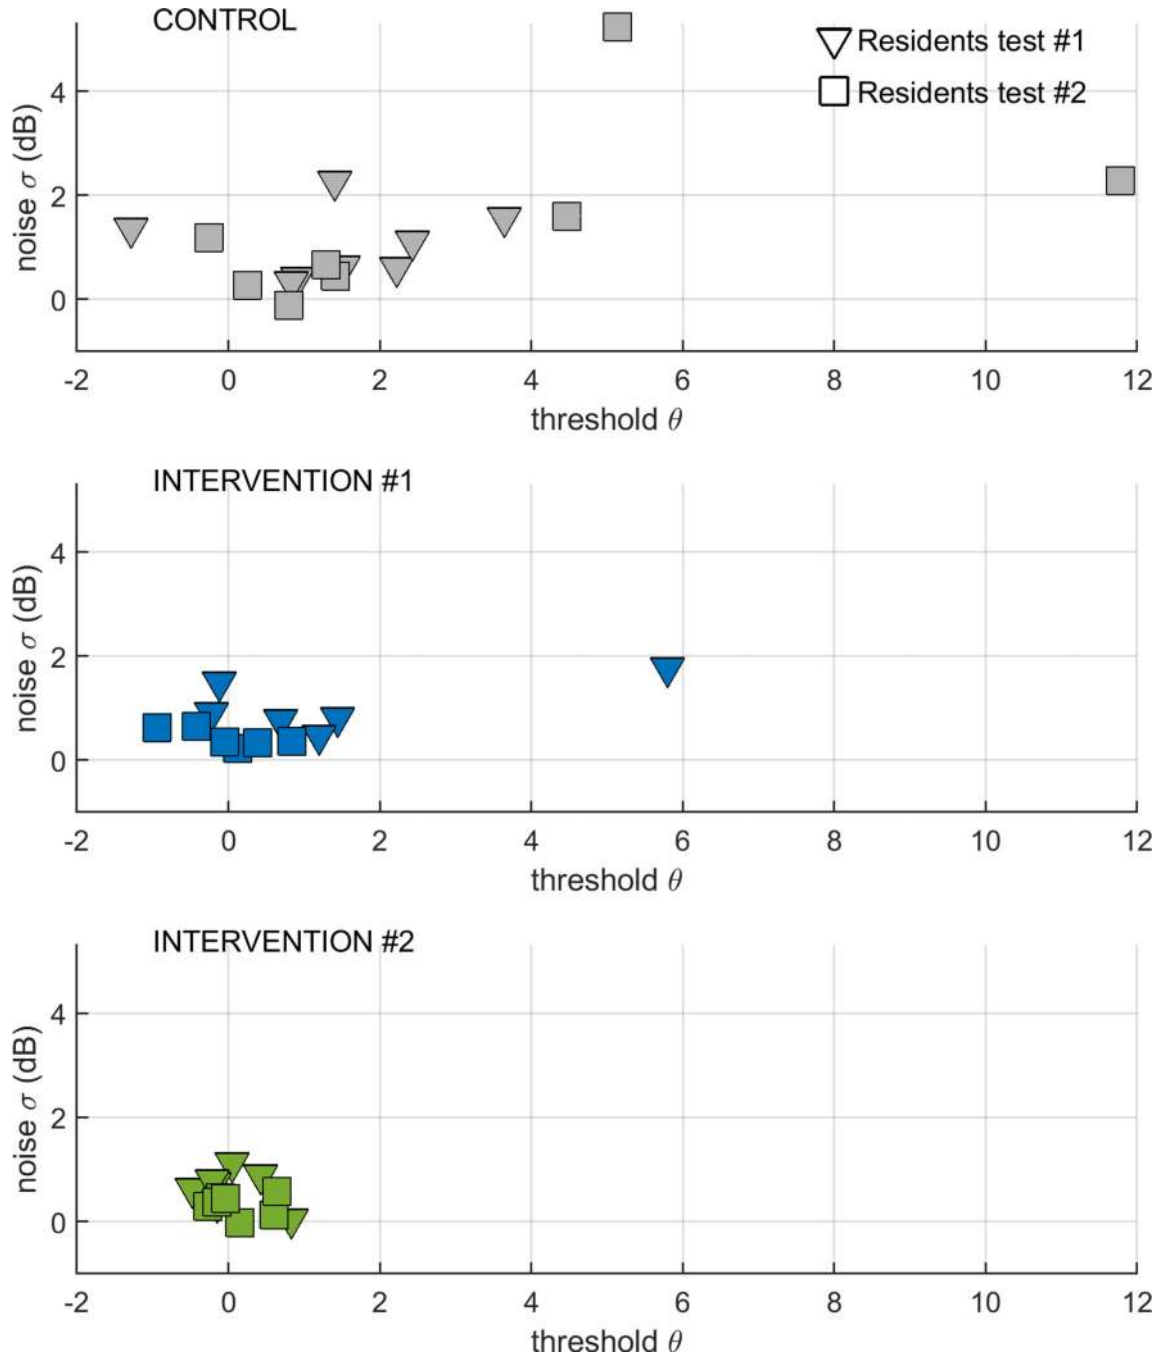 CONTROL
Residents test #1
Residents test #2
noise σ (dB)
4
2
0
-2 0 2 4 6 8 10 12
threshold θ
INTERVENTION #1
noise σ (dB)
4
2
0
-2 0 2 4 6 8 10 12
threshold θ
INTERVENTION #2
noise σ (dB)
4
2
0
-2 0 2 4 6 8 10 12
threshold θ